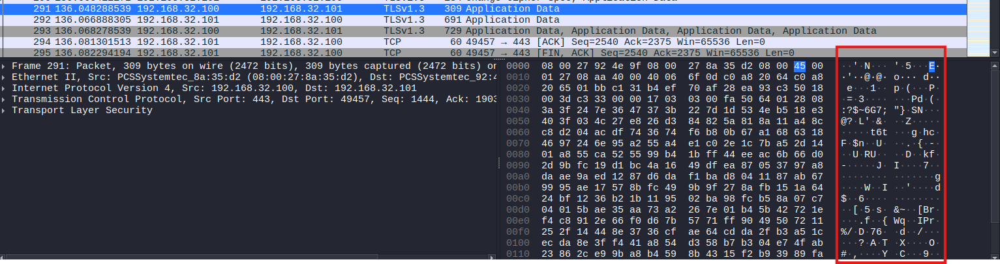 291 136.048288539 192.168.32.100 192.168.32.101 TLSv1.3 309 Application Data
292 136.066888305 192.168.32.101 192.168.32.100 TLSv1.3 691 Application Data
293 136.068278539 192.168.32.100 192.168.32.101 TLSv1.3 729 Application Data, Application Data, Application Data, Application Data
294 136.081301513 192.168.32.101 192.168.32.100 TCP 60 49457 → 443 [ACK] Seq=2540 Ack=2375 Win=65536 Len=0
295 136.082294194 192.168.32.101 192.168.32.100 TCP 60 49457 → 443 [FIN, ACK] Seq=2540 Ack=2375 Win=65536 Len=0
Frame 291: Packet, 309 bytes on wire (2472 bits), 309 bytes captured (2472 bits) on
Ethernet II, Src: PCSSystemtec_8a:35:d2 (08:00:27:8a:35:d2), Dst: PCSSystemtec_92:4
Internet Protocol Version 4, Src: 192.168.32.100, Dst: 192.168.32.101
Transmission Control Protocol, Src Port: 443, Dst Port: 49457, Seq: 1444, Ack: 1903
Transport Layer Security
0000 08 00 27 92 4e 9f 08 00 27 8a 35 d2 08 00 45 00 ··'·N··· '·5···E·
0010 01 27 08 aa 40 00 40 06 6f 0d c0 a8 20 64 c0 a8 ·'··@·@· o··· d··
0020 20 65 01 bb c1 31 b4 ef 70 af 28 ea 93 c3 50 18 e···1·· p·(···P·
0030 00 3d c3 33 00 00 17 03 03 00 fa 50 64 01 28 08 ·=·3···· ···Pd·(·
0040 3a 3f 24 7e 36 47 37 3b 22 7d 1d 53 4e b5 18 e3 :?$~6G7; "}·SN···
0050 40 3f 03 4c 27 e8 26 d3 84 82 5a 81 8a 11 a4 8c @?·L'·&· ··Z·····
0060 c8 d2 04 ac df 74 36 74 f6 b8 0b 67 a1 68 63 18 ·····t6t ···g·hc·
0070 46 97 24 6e 95 a2 55 a4 e1 c0 2e 1c 7b a5 2d 14 F·$n··U· ··.·{·-·
0080 01 a8 55 ca 52 55 99 b4 1b ff 44 ee ac 6b 66 d0 ··U·RU·· ··D··kf·
0090 2d 9b fc 19 d1 bc 4a 16 49 df ea 87 05 37 97 a8 -·····J· I····7··
00a0 da ae 9a ed 12 87 d6 da f1 ba d8 04 11 87 ab 67 ········ ·······g
00b0 99 95 ae 17 57 8b fc 49 9b 9f 27 8a fb 15 1a 64 ····W··I ··'····d
00c0 24 bf 12 36 b2 1b 11 95 02 ba 98 fc b5 8a 07 c7 $··6···· ········
00d0 04 01 5b ae 35 aa 73 a2 26 7e 01 b4 5b 42 72 1e ··[·5·s· &~··[Br·
00e0 f4 c8 91 2e 66 f0 d6 7b 57 71 ff 90 49 50 72 11 ···.f··{ Wq··IPr·
00f0 25 2f 14 44 8e 37 36 cf ae 64 cd da 2f b3 a5 1c %/·D·76· ·d··/···
0100 ec da 8e 3f f4 41 a8 54 d3 58 b7 b3 04 e7 4f ab ···?·A·T ·X····O·
0110 23 86 2c e9 9b a8 b4 59 8b 43 15 f2 b9 39 89 fa #·,····Y ·C···9··